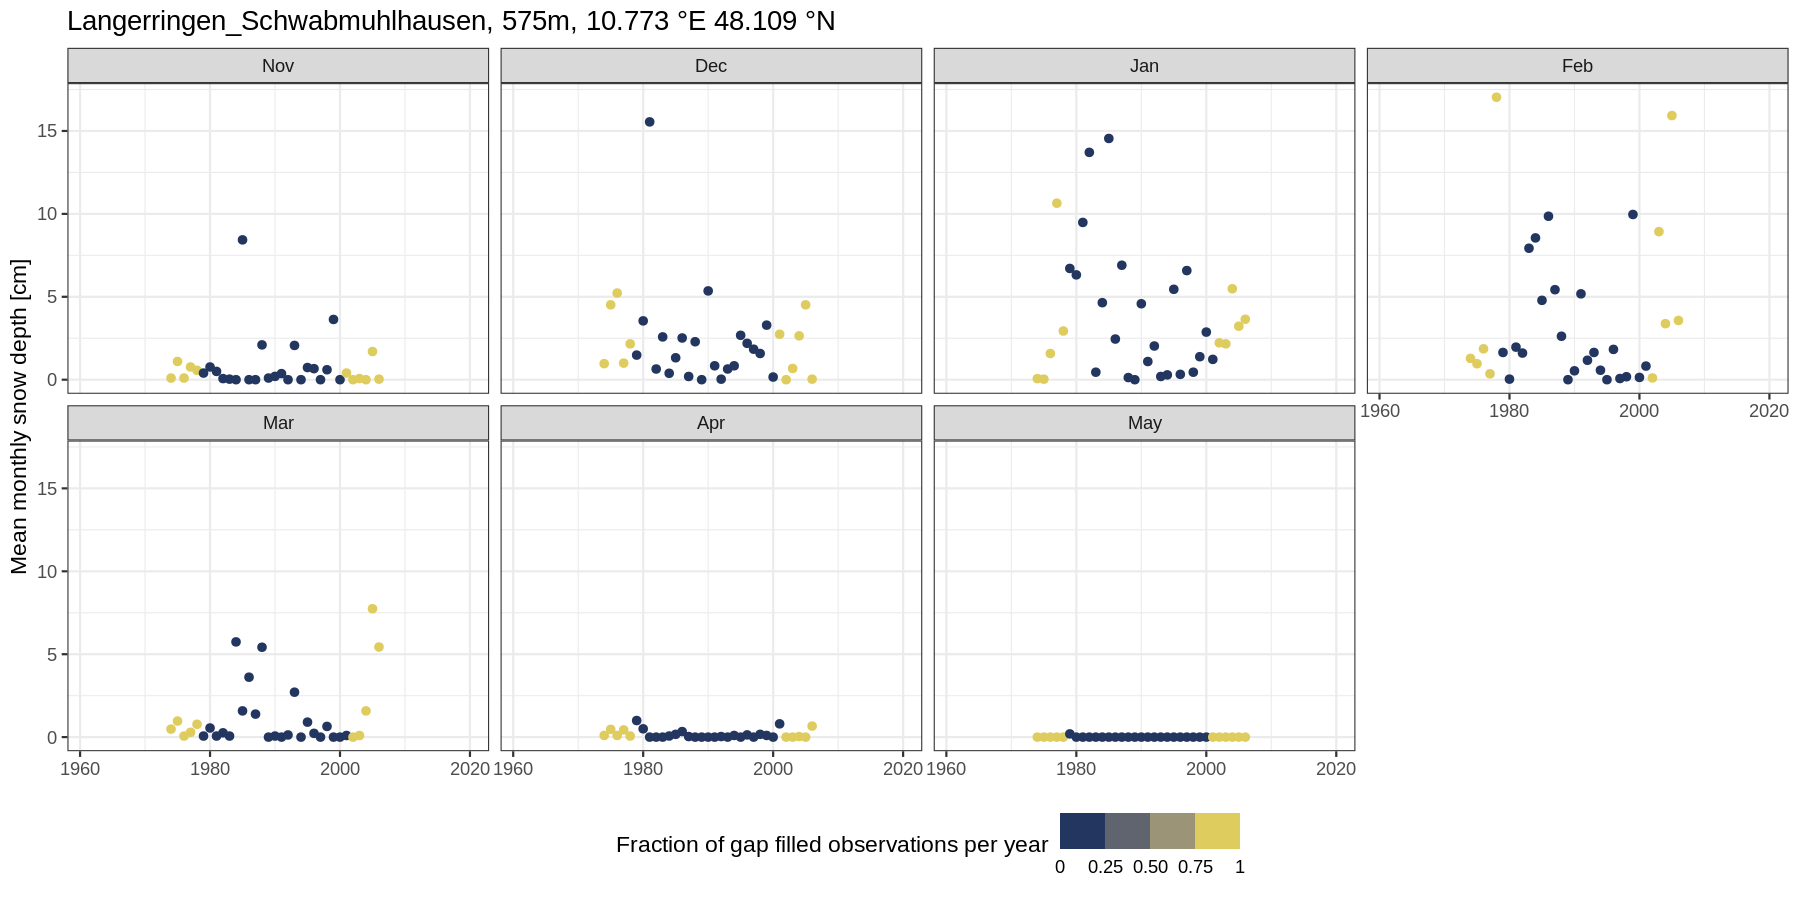 Langerringen_Schwabmuhlhausen, 575m, 10.773 °E 48.109 °N
Nov Dec Jan Feb
15
10
5
0
1960 1980 2000 2020
Mar Apr May
15
10
5
0
1960 1980 2000 2020 1960 1980 2000 2020 1960 1980 2000 2020
Mean monthly snow depth [cm]
Fraction of gap filled observations per year
0 0.25 0.50 0.75 1